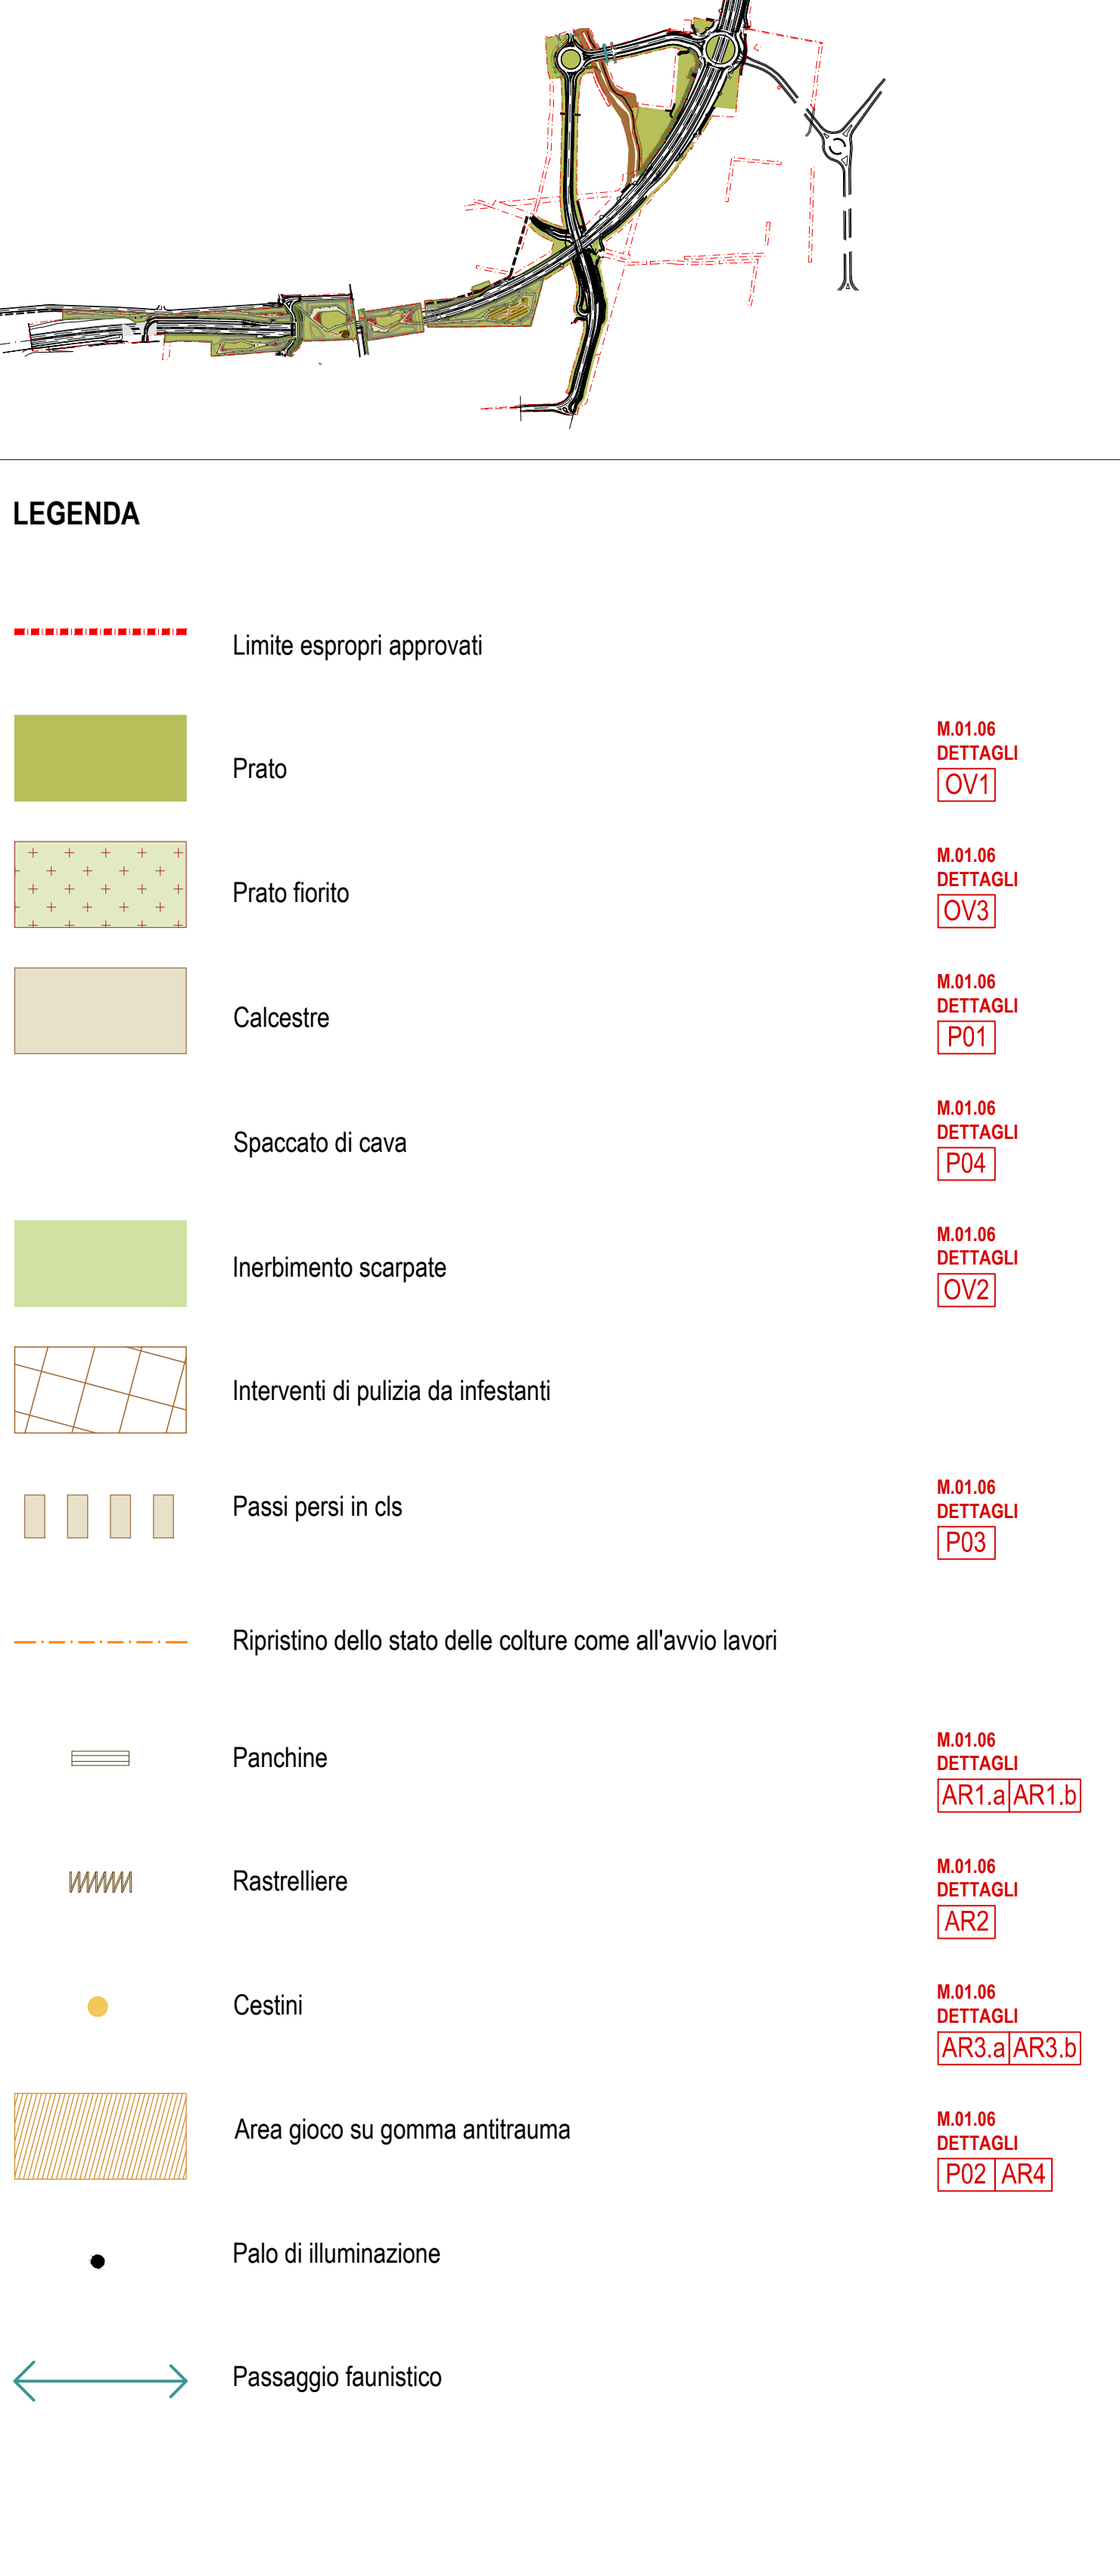 LEGENDA
Limite espropri approvati
Prato
M.01.06
DETTAGLI
OV1
Prato fiorito
M.01.06
DETTAGLI
OV3
Calcestre
M.01.06
DETTAGLI
P01
Spaccato di cava
M.01.06
DETTAGLI
P04
Inerbimento scarpate
M.01.06
DETTAGLI
OV2
Interventi di pulizia da infestanti
Passi persi in cls
M.01.06
DETTAGLI
P03
Ripristino dello stato delle colture come all'avvio lavori
Panchine
M.01.06
DETTAGLI
AR1.a AR1.b
Rastrelliere
M.01.06
DETTAGLI
AR2
Cestini
M.01.06
DETTAGLI
AR3.a AR3.b
Area gioco su gomma antitrauma
M.01.06
DETTAGLI
P02 AR4
Palo di illuminazione
Passaggio faunistico